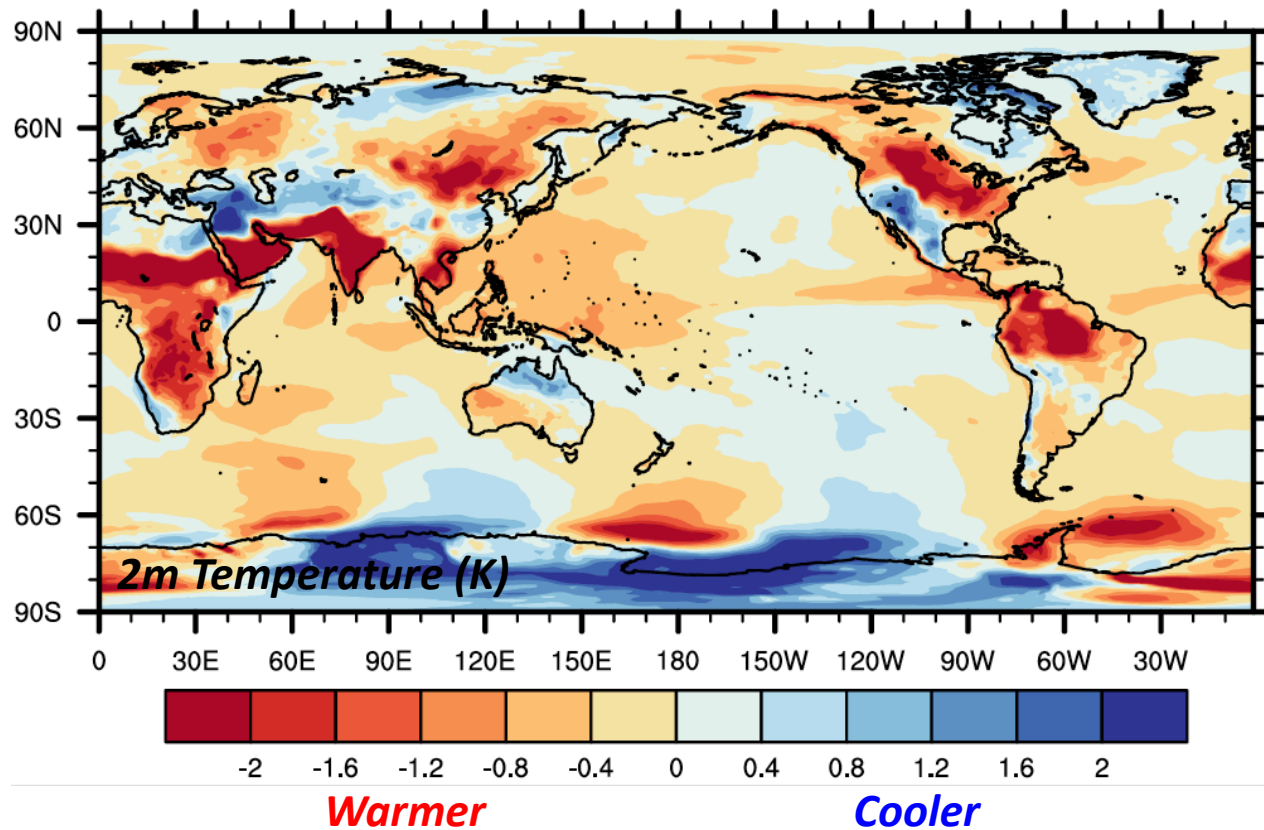 90N
60N
30N
0
30S
60S
90S
2m Temperature (K)
0 30E 60E 90E 120E 150E 180 150W 120W 90W 60W 30W
-2 -1.6 -1.2 -0.8 -0.4 0 0.4 0.8 1.2 1.6 2
Warmer Cooler